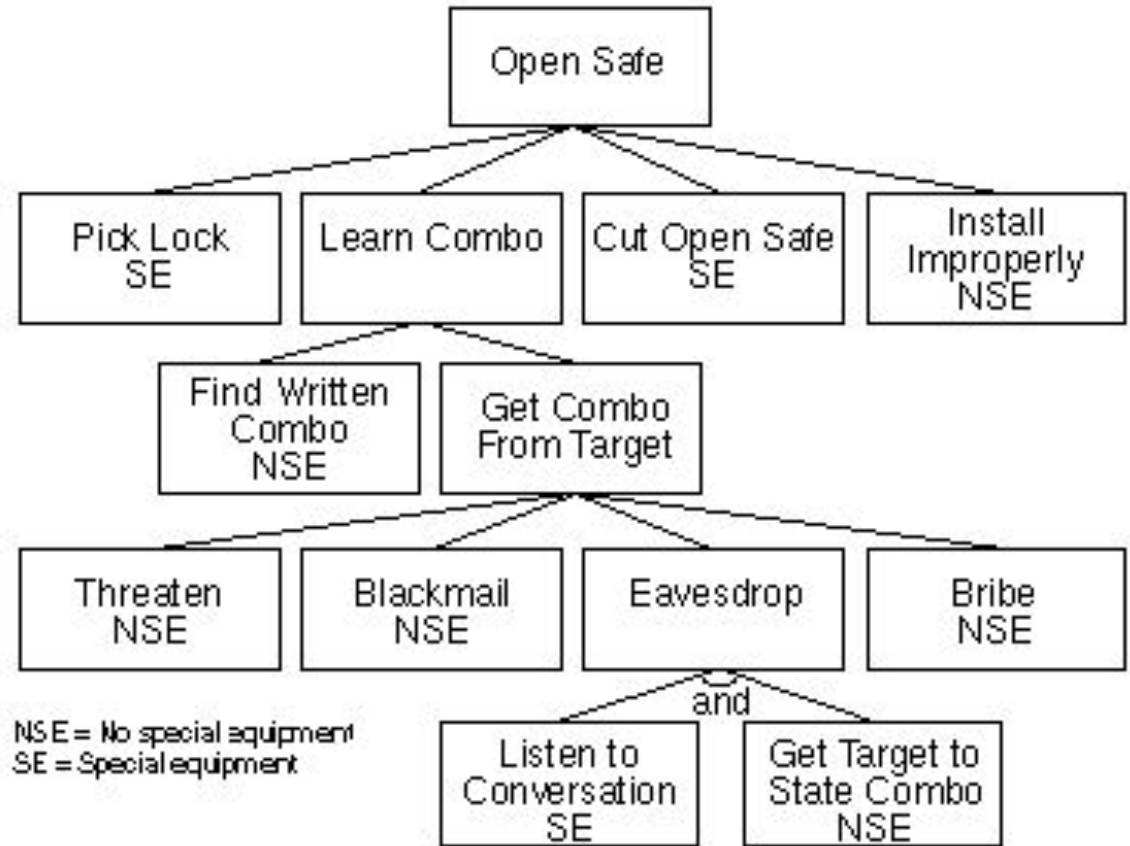 Open Safe
Pick Lock
SE
Learn Combo
Cut Open Safe
SE
Install
Improperly
NSE
Find Written
Combo
NSE
Get Combo
From Target
Threaten
NSE
Blackmail
NSE
Eavesdrop
Bribe
NSE
and
NSE = No special equipment
SE = Special equipment
Listen to
Conversation
SE
Get Target to
State Combo
NSE